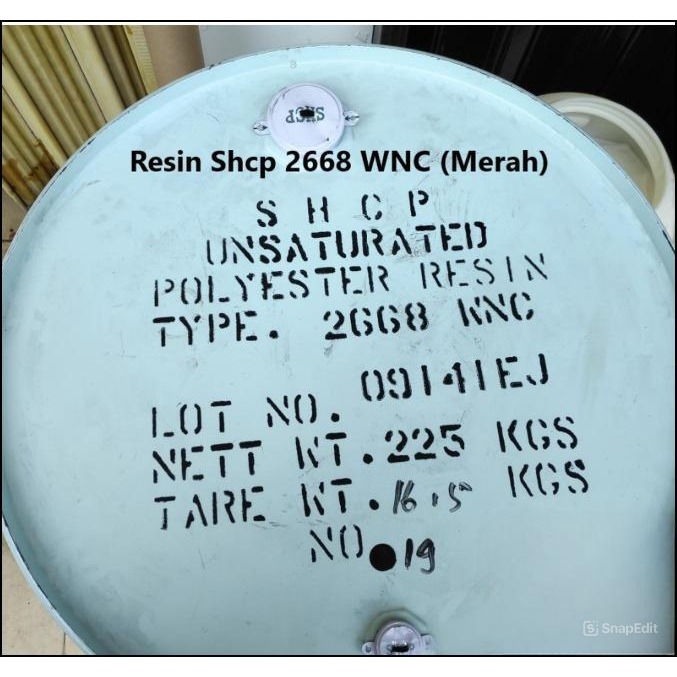 SHCP
Resin Shcp 2668 WNC (Merah)
S H C P
UNSATURATED
POLYESTER RESIN
TYPE. 2668 WNC
LOT NO. 09141EJ
NETT WT. 225 KGS
TARE WT. 16.5 KGS
NO. 19
SnapEdit